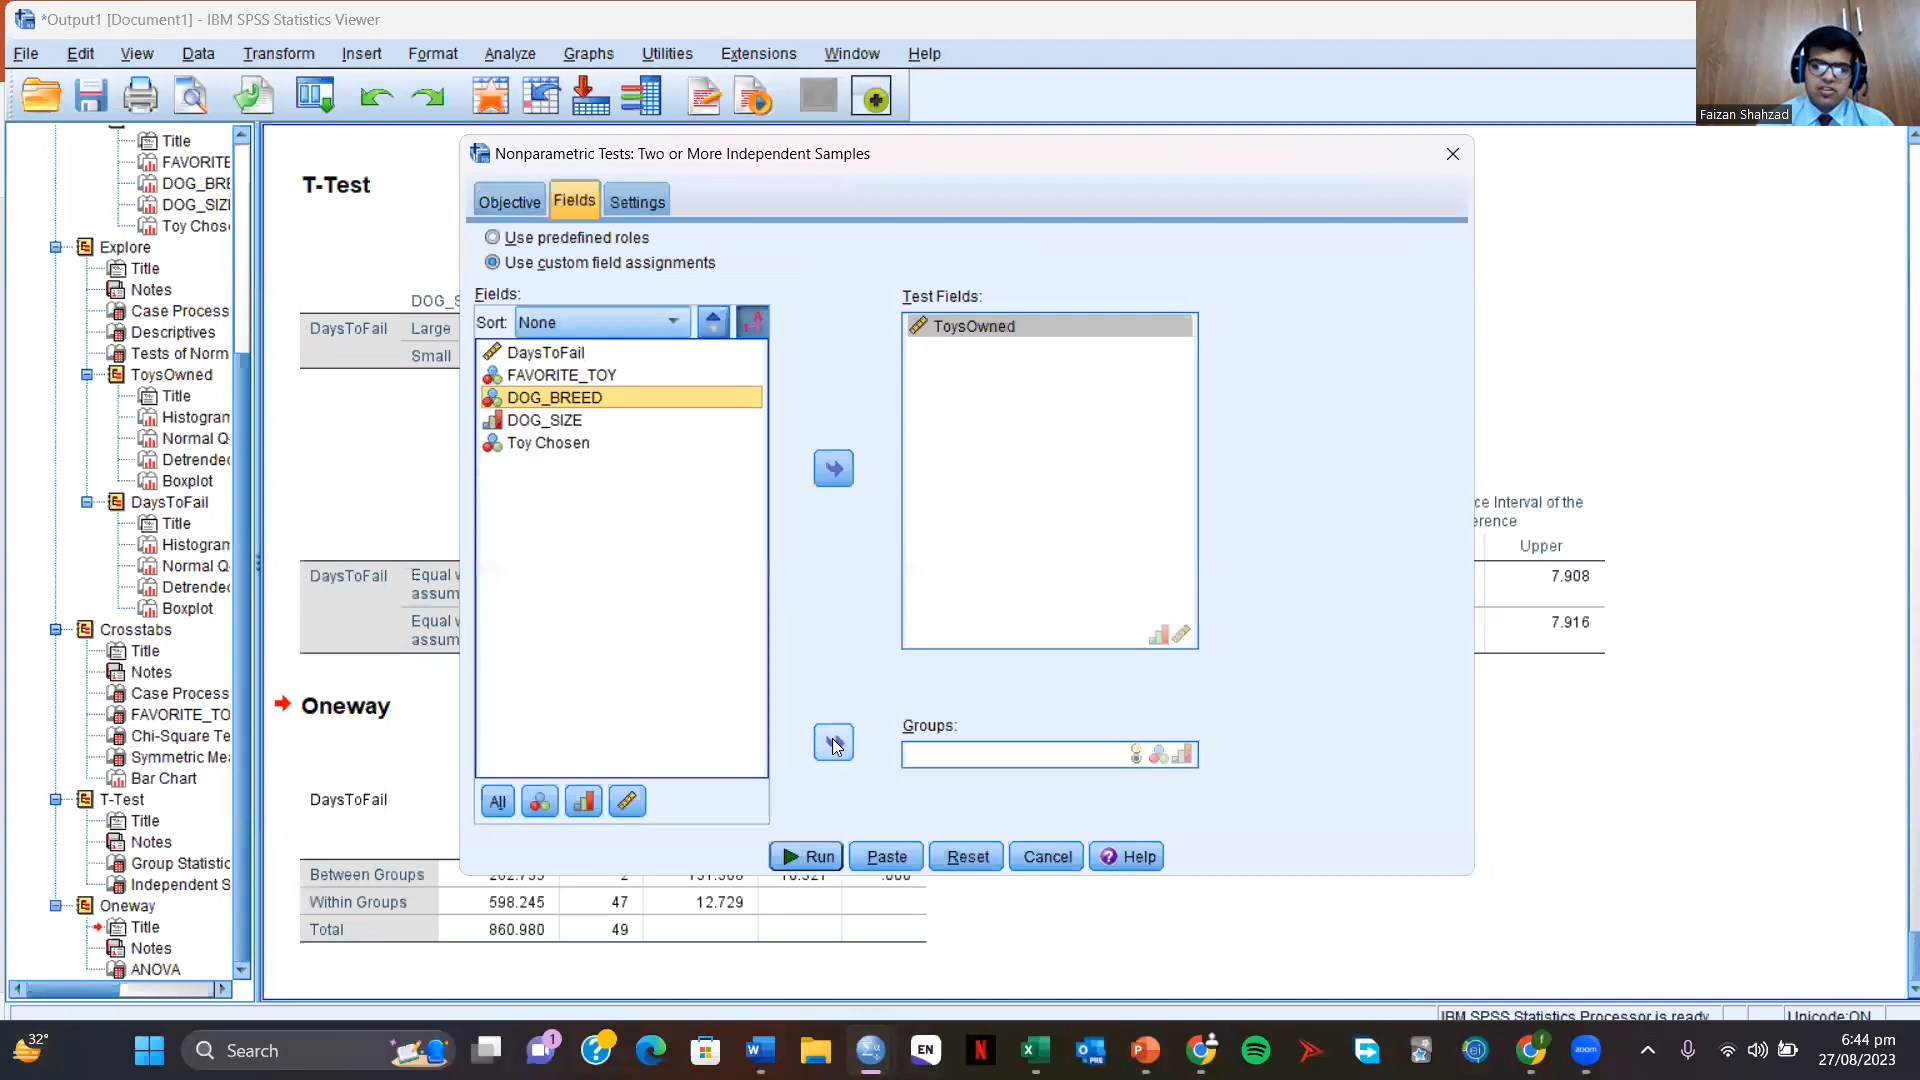 *Output1 [Document1] - IBM SPSS Statistics Viewer
File Edit View Data Transform Insert Format Analyze Graphs Utilities Extensions Window Help
Faizan Shahzad
Title
FAVORITE
DOG_BRE
DOG_SIZ
Toy Chos
Explore
Title
Notes
Case Process
Descriptives
Tests of Norm
ToysOwned
Title
Histogran
Normal Q
Detrended
Boxplot
DaysToFail
Title
Histogran
Normal Q
Detrended
Boxplot
Crosstabs
Title
Notes
Case Process
FAVORITE_TO
Chi-Square Te
Symmetric Me
Bar Chart
T-Test
Title
Notes
Group Statistic
Independent S
Oneway
Title
Notes
ANOVA
T-Test
DOG_S
DaysToFail Large
Small
ce Interval of the
erence
Upper
DaysToFail Equal v
assum
7.908
Equal v
assum
7.916
Oneway
DaysToFail
Between Groups 2
Within Groups 598.245 47 12.729
Total 860.980 49
Nonparametric Tests: Two or More Independent Samples
Objective Fields Settings
Use predefined roles
Use custom field assignments
Fields:
Sort: None
DaysToFail
FAVORITE_TOY
DOG_BREED
DOG_SIZE
Toy Chosen
All
Test Fields:
ToysOwned
Groups:
Run Paste Reset Cancel Help
IBM SPSS Statistics Processor is ready Unicode:ON
32°
Search
1
EN
zoom
6:44 pm
27/08/2023